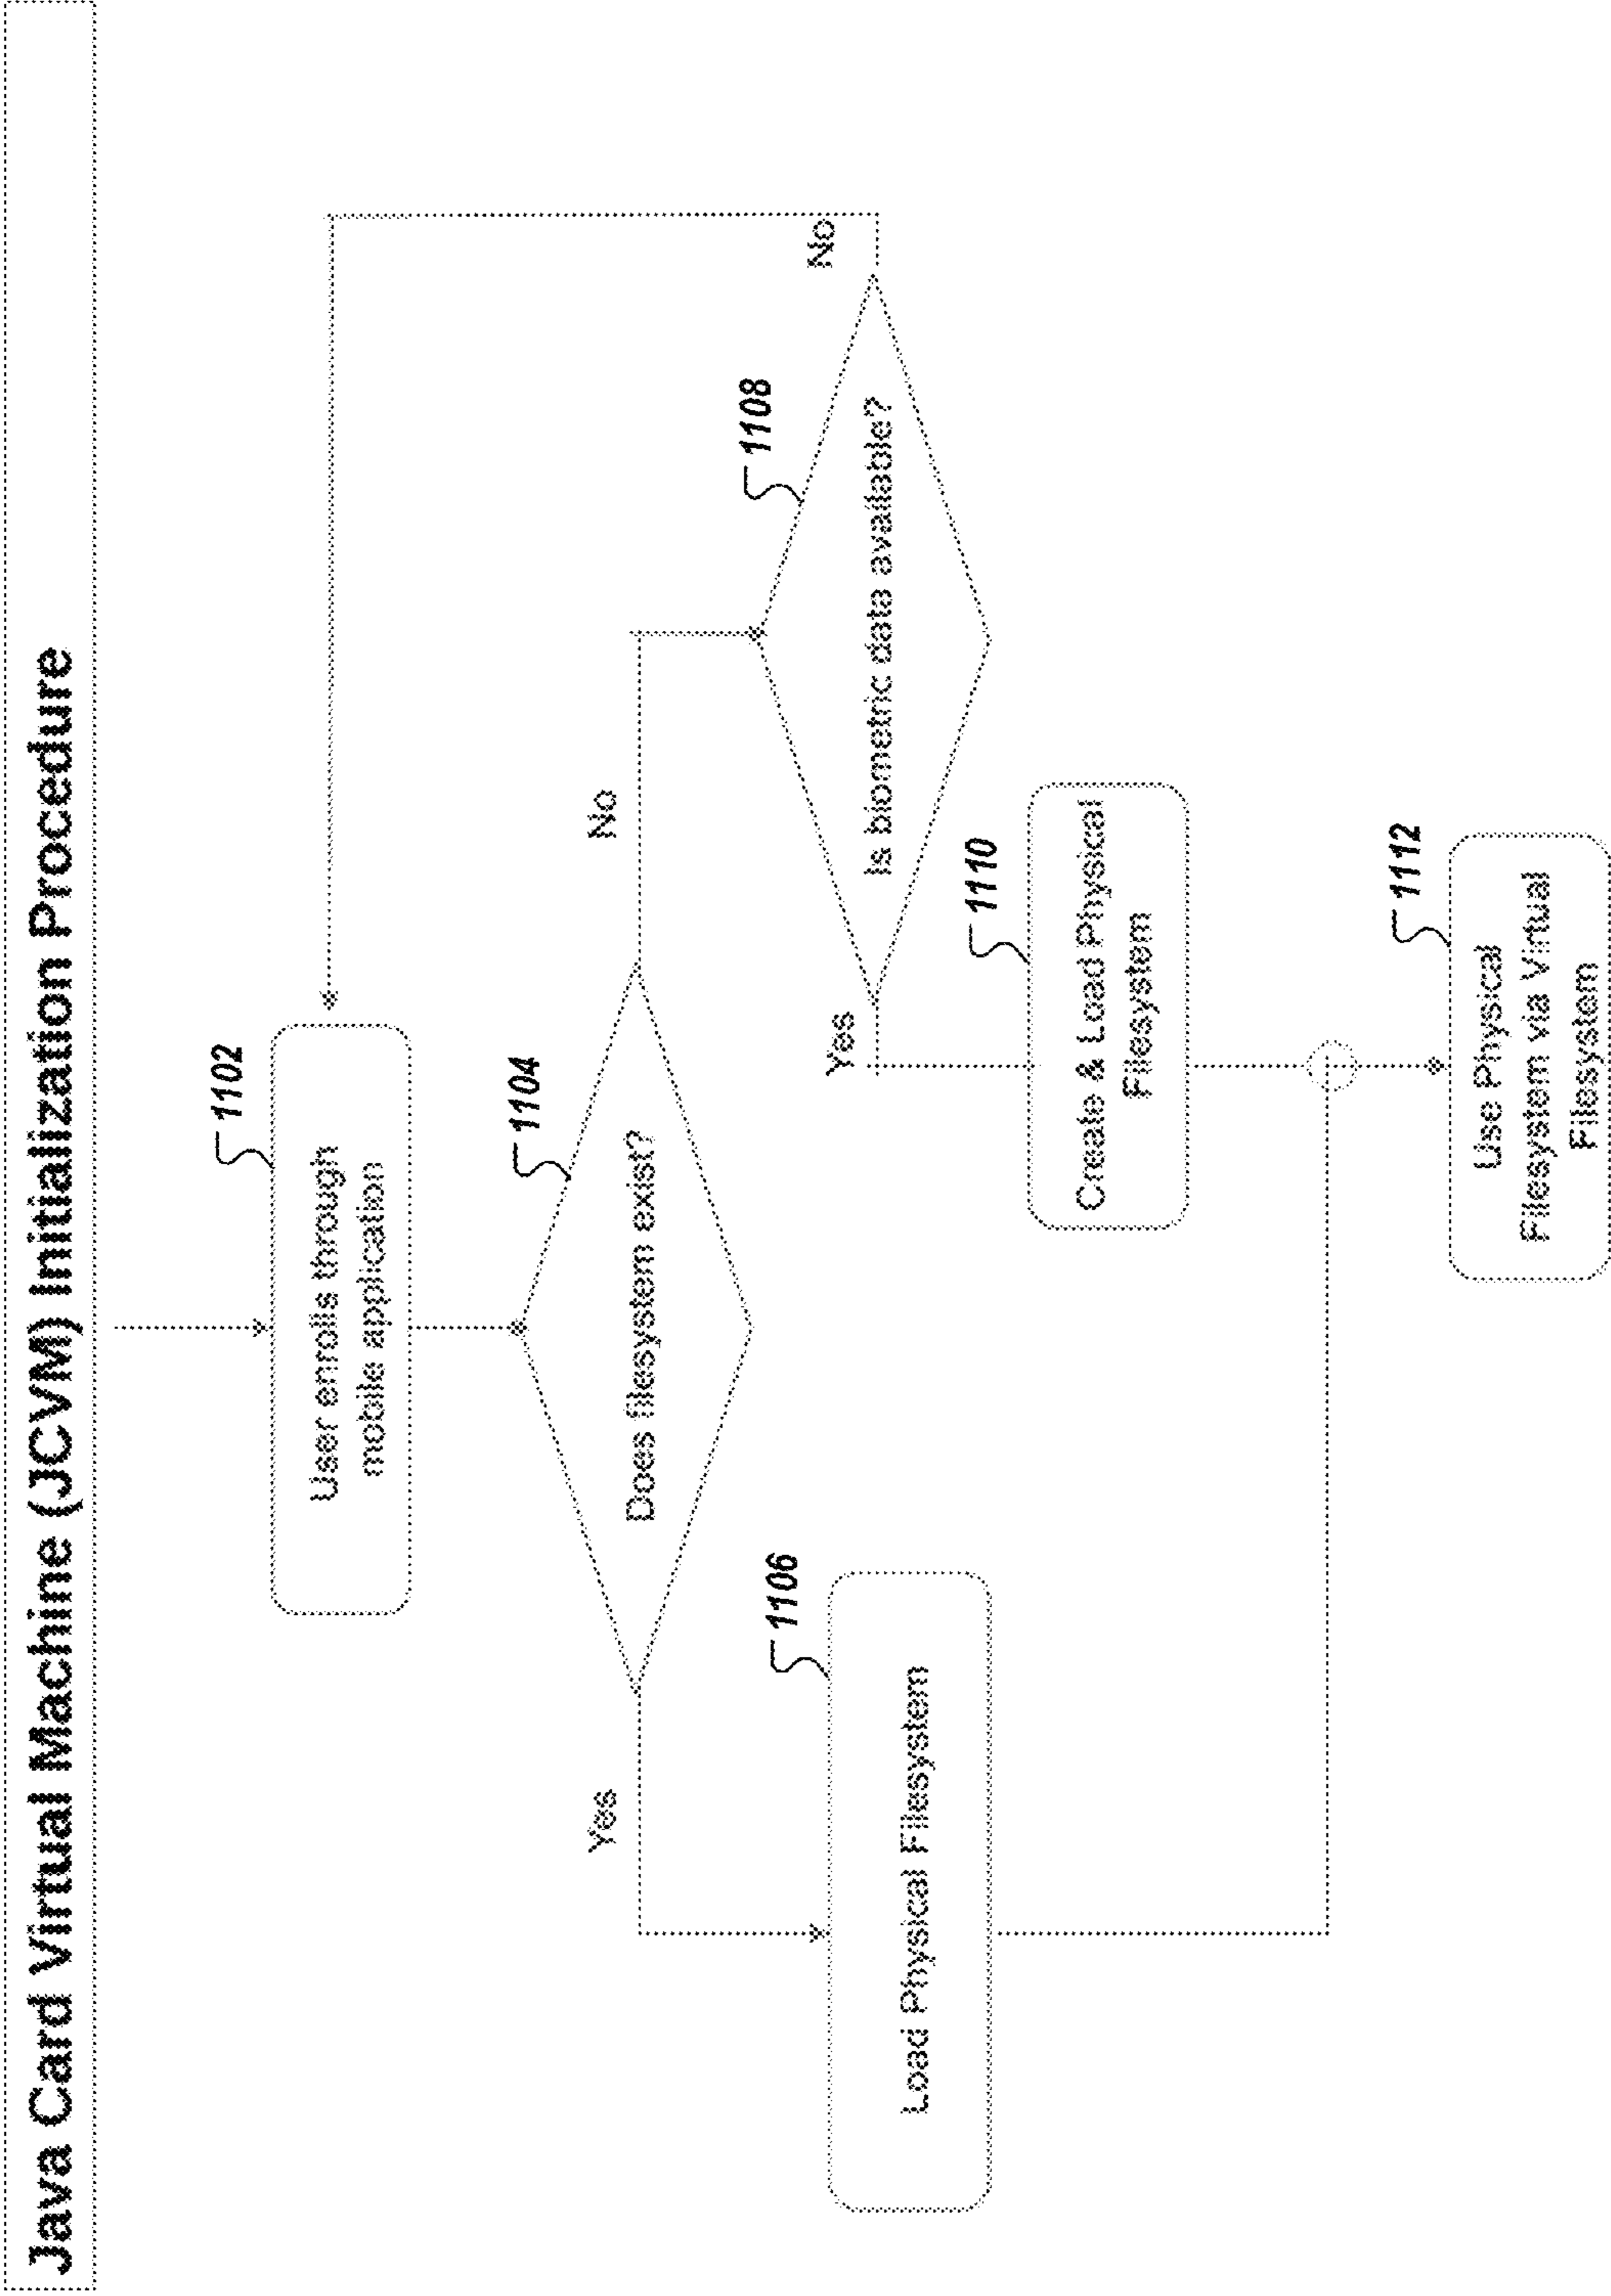 Java Card Virtual Machine (JCVM) Initialization Procedure
1102
User enrolls through
mobile application
1104
Does filesystem exist?
Yes
No
1106
Load Physical Filesystem
1108
Is biometric data available?
Yes
No
1110
Create & Load Physical
Filesystem
1112
Use Physical
Filesystem via Virtual
Filesystem